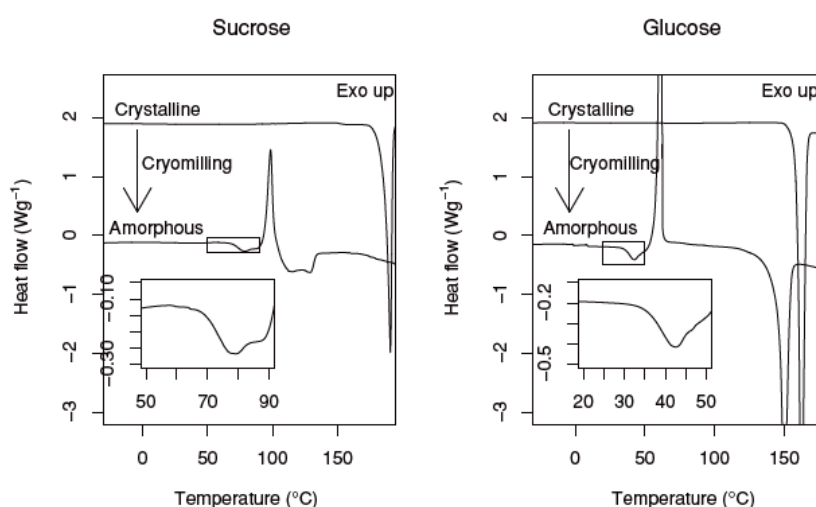 Sucrose
Exo up
Crystalline
Cryomilling
Amorphous
2
1
0
−1
−2
−3
Heat flow (Wg−1)
−0.10
−0.30
50 70 90
0 50 100 150
Temperature (°C)
Glucose
Exo up
Crystalline
Cryomilling
Amorphous
2
1
0
−1
−2
−3
Heat flow (Wg−1)
−0.2
−0.5
20 30 40 50
0 50 100 150
Temperature (°C)